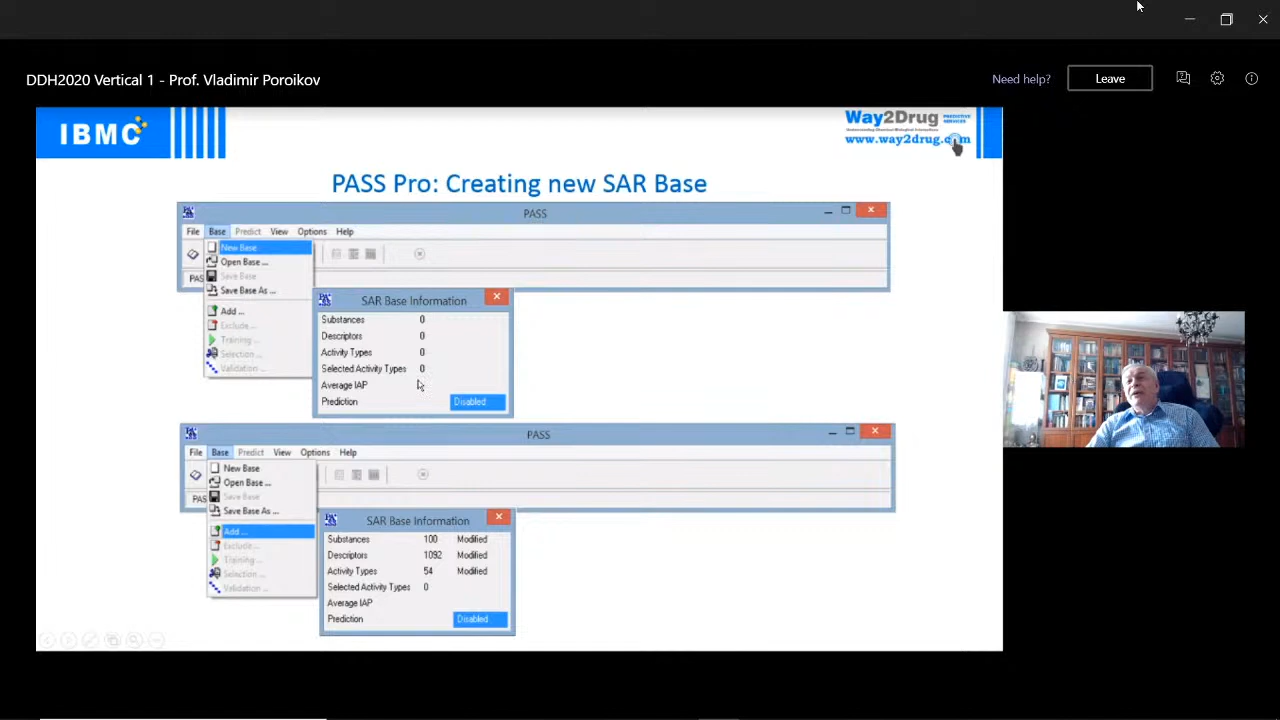 DDH2020 Vertical 1 - Prof. Vladimir Poroikov
Need help?
Leave
IBMC
Way2Drug PREDICTIVE SERVICES
www.way2drug.com
PASS Pro: Creating new SAR Base
PASS
File Base Predict View Options Help
New Base
Open Base ...
Save Base
Save Base As ...
PAS
Add ...
Exclude ...
Training ...
Selection ...
Validation ...
SAR Base Information
Substances 0
Descriptors 0
Activity Types 0
Selected Activity Types 0
Average IAP
Prediction Disabled
PASS
File Base Predict View Options Help
New Base
Open Base ...
Save Base
Save Base As ...
PAS
Add ...
Exclude ...
Training ...
Selection ...
Validation ...
SAR Base Information
Substances 100 Modified
Descriptors 1092 Modified
Activity Types 54 Modified
Selected Activity Types 0
Average IAP
Prediction Disabled